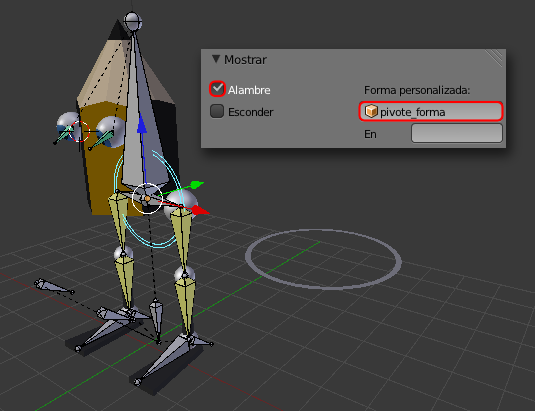 Mostrar
Alambre
Forma personalizada:
Esconder
pivote_forma
En